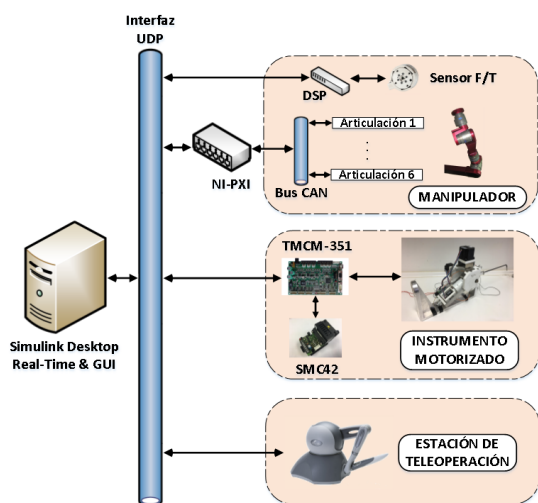 Interfaz
UDP
DSP
Sensor F/T
Articulación 1
NI-PXI
Articulación 6
Bus CAN
MANIPULADOR
TMCM-351
Simulink Desktop
Real-Time & GUI
SMC42
INSTRUMENTO
MOTORIZADO
ESTACIÓN DE
TELEOPERACIÓN